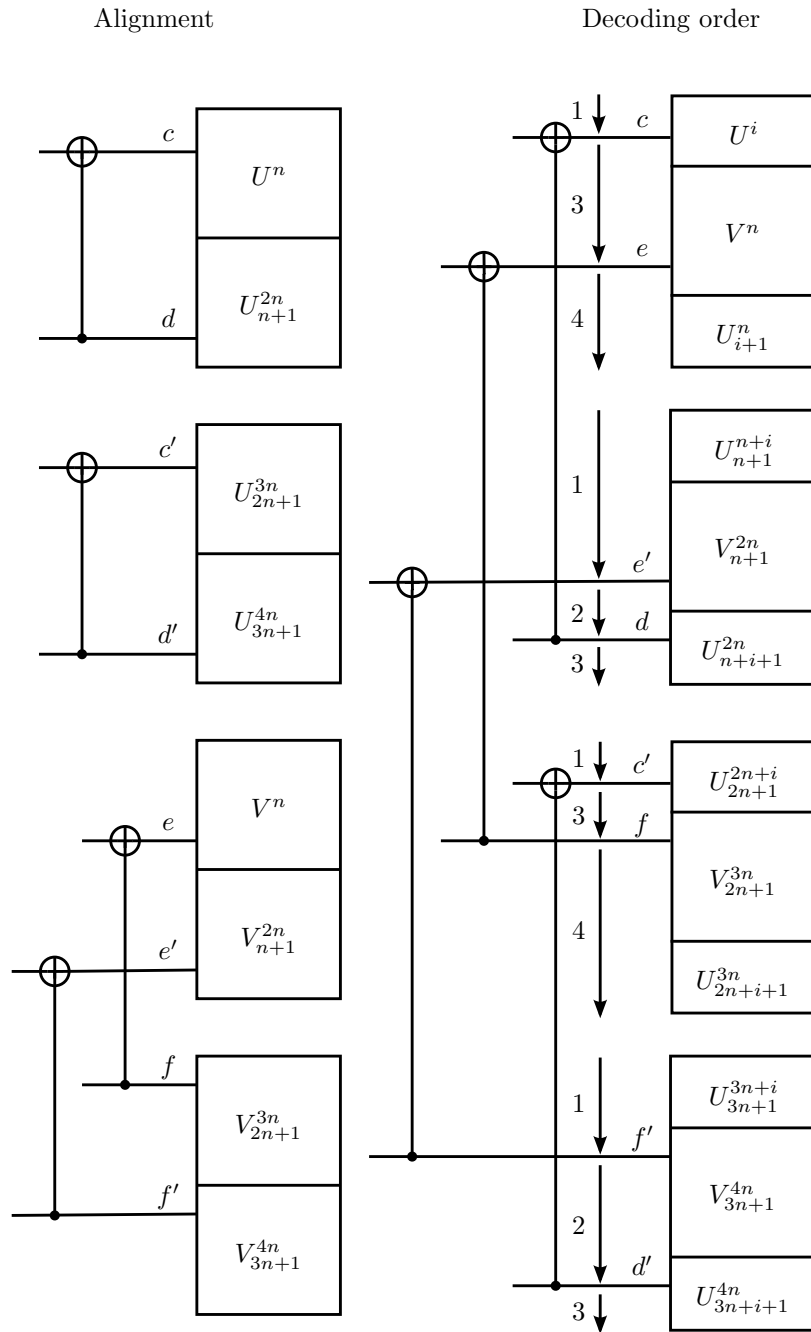 Alignment
c
U^n
d
U_{n+1}^{2n}
c′
U_{2n+1}^{3n}
d′
U_{3n+1}^{4n}
e
V^n
e′
V_{n+1}^{2n}
f
V_{2n+1}^{3n}
f′
V_{3n+1}^{4n}
Decoding order
1
c
U^i
3
V^n
e
4
U_{i+1}^n
U_{n+1}^{n+i}
1
V_{n+1}^{2n}
e′
2
d
U_{n+i+1}^{2n}
3
1
c′
U_{2n+1}^{2n+i}
3
f
V_{2n+1}^{3n}
4
U_{2n+i+1}^{3n}
U_{3n+1}^{3n+i}
1
f′
V_{3n+1}^{4n}
2
d′
U_{3n+i+1}^{4n}
3